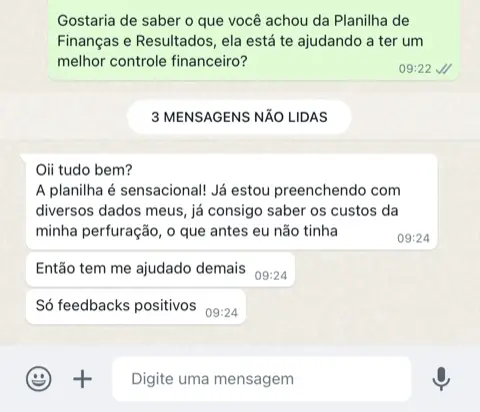 Gostaria de saber o que você achou da Planilha de
Finanças e Resultados, ela está te ajudando a ter um
melhor controle financeiro?
09:22
3 MENSAGENS NÃO LIDAS
Oii tudo bem?
A planilha é sensacional! Já estou preenchendo com
diversos dados meus, já consigo saber os custos da
minha perfuração, o que antes eu não tinha
09:24
Então tem me ajudado demais 09:24
Só feedbacks positivos 09:24
Digite uma mensagem